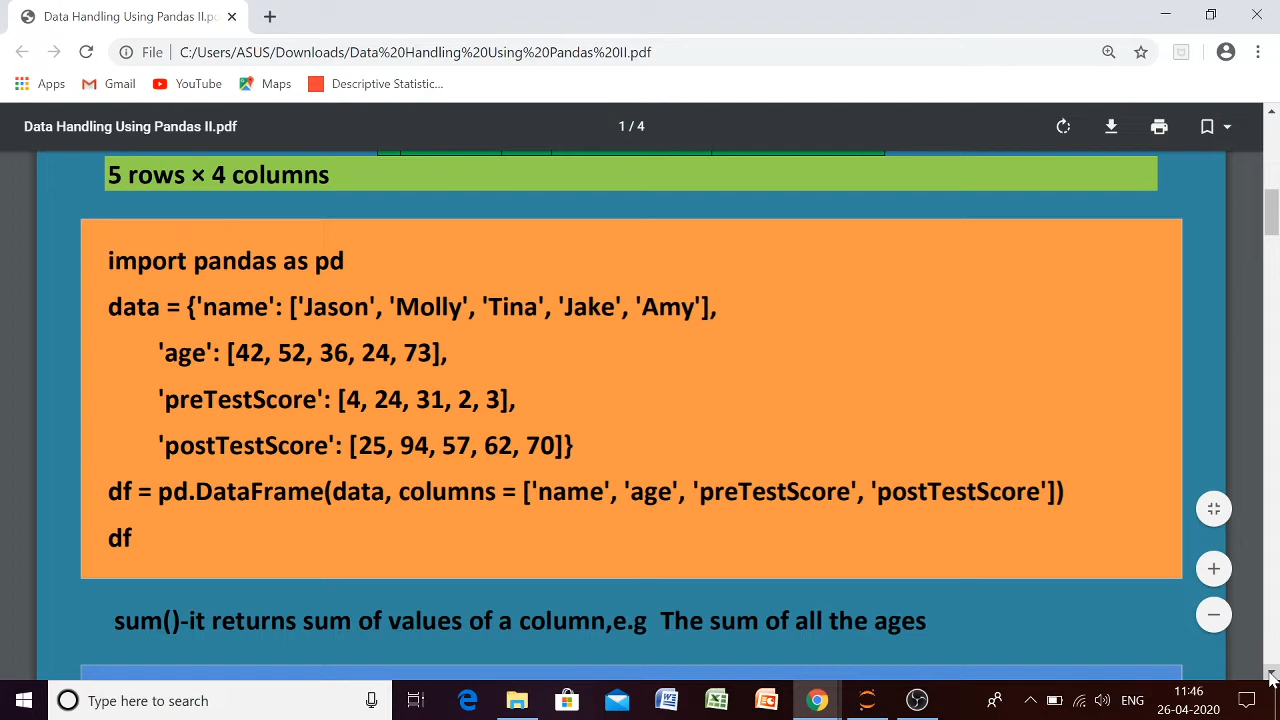 Data Handling Using Pandas II.p
File C:/Users/ASUS/Downloads/Data%20Handling%20Using%20Pandas%20II.pdf
Apps Gmail YouTube Maps Descriptive Statistic...
Data Handling Using Pandas II.pdf 1 / 4
5 rows × 4 columns
import pandas as pd
data = {'name': ['Jason', 'Molly', 'Tina', 'Jake', 'Amy'],
'age': [42, 52, 36, 24, 73],
'preTestScore': [4, 24, 31, 2, 3],
'postTestScore': [25, 94, 57, 62, 70]}
df = pd.DataFrame(data, columns = ['name', 'age', 'preTestScore', 'postTestScore'])
df
sum()-it returns sum of values of a column,e.g The sum of all the ages
Type here to search
ENG
11:46
26-04-2020